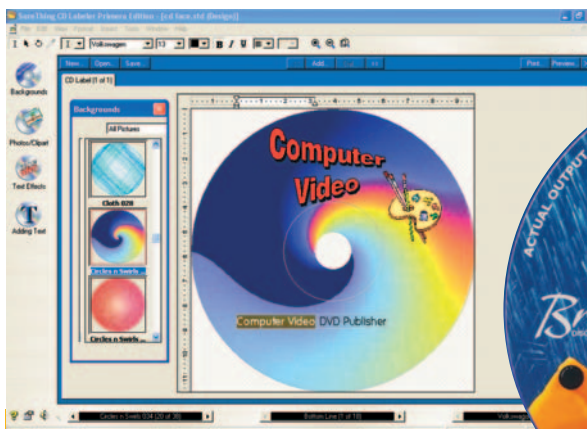 SureThing CD Labeler Primera Edition - [cd face.std (Design)]
File Edit View Format Insert Tools Window Help
Volkswagen 13 B I U
New... Open... Save... Add... Print... Preview...
CD Label (1 of 1)
Backgrounds
Photos/Clipart
Text Effects
Adding Text
Backgrounds
All Pictures
Cloth 028
Circles n Swirls ...
Circles n Swirls ...
Computer
Video
Computer Video DVD Publisher
ACTUAL OUTPUT
Circles n Swirls 034 (20 of 38)
Bottom Line (1 of 18)